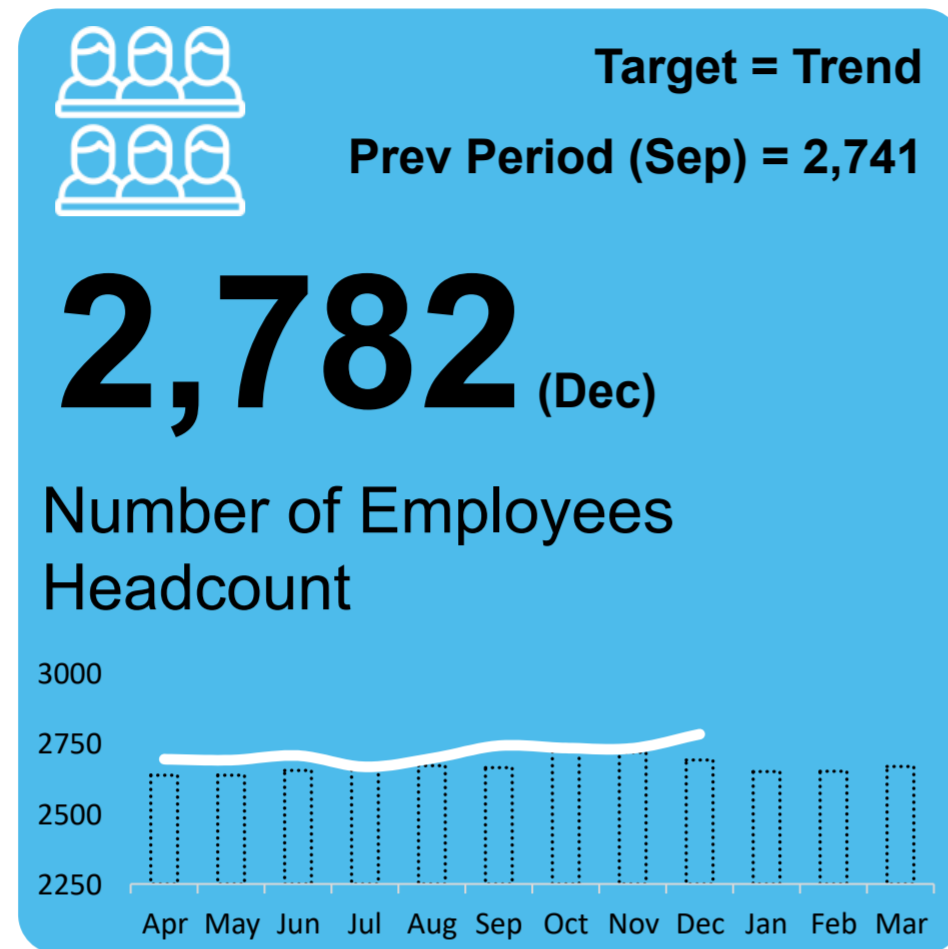 Target = Trend
Prev Period (Sep) = 2,741
2,782 (Dec)
Number of Employees
Headcount
3000
2750
2500
2250
Apr May Jun Jul Aug Sep Oct Nov Dec Jan Feb Mar